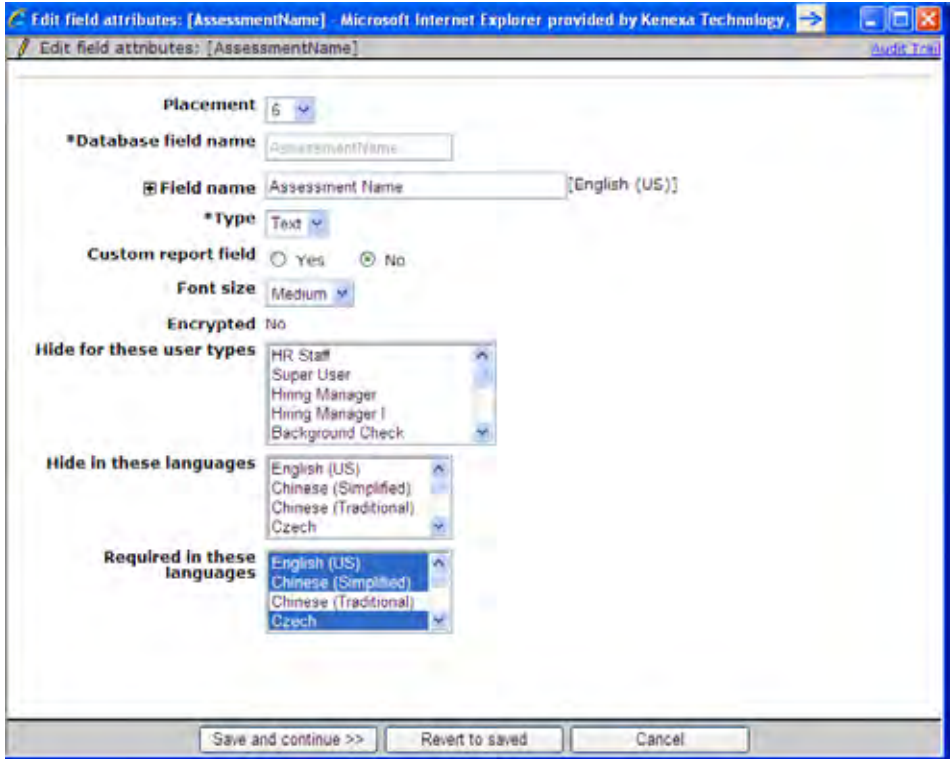 Edit field attributes: [AssessmentName] - Microsoft Internet Explorer provided by Kenexa Technology,
Edit field attributes: [AssessmentName]
Audit Trail
Placement 6
*Database field name AssessmentName
Field name Assessment Name [English (US)]
*Type Text
Custom report field Yes No
Font size Medium
Encrypted No
Hide for these user types HR Staff
Super User
Hiring Manager
Hiring Manager I
Background Check
Hide in these languages English (US)
Chinese (Simplified)
Chinese (Traditional)
Czech
Required in these languages English (US)
Chinese (Simplified)
Chinese (Traditional)
Czech
Save and continue >> Revert to saved Cancel